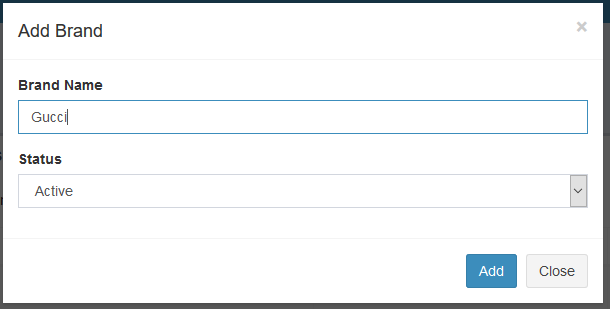 Add Brand
×
Brand Name
Gucci
Status
Active
Add Close